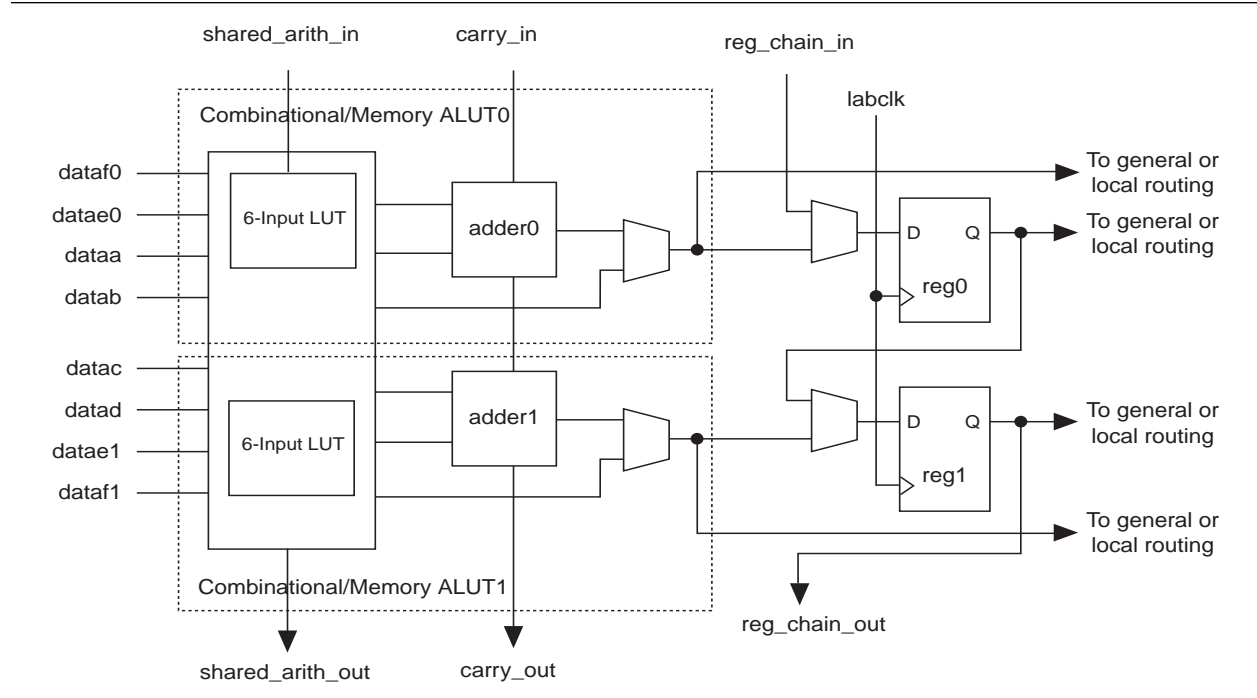 shared_arith_in
carry_in
reg_chain_in
labclk
Combinational/Memory ALUT0
dataf0
datae0
dataa
datab
6-Input LUT
adder0
D
Q
reg0
To general or
local routing
To general or
local routing
datac
datad
datae1
dataf1
6-Input LUT
adder1
D
Q
reg1
To general or
local routing
To general or
local routing
Combinational/Memory ALUT1
reg_chain_out
shared_arith_out
carry_out